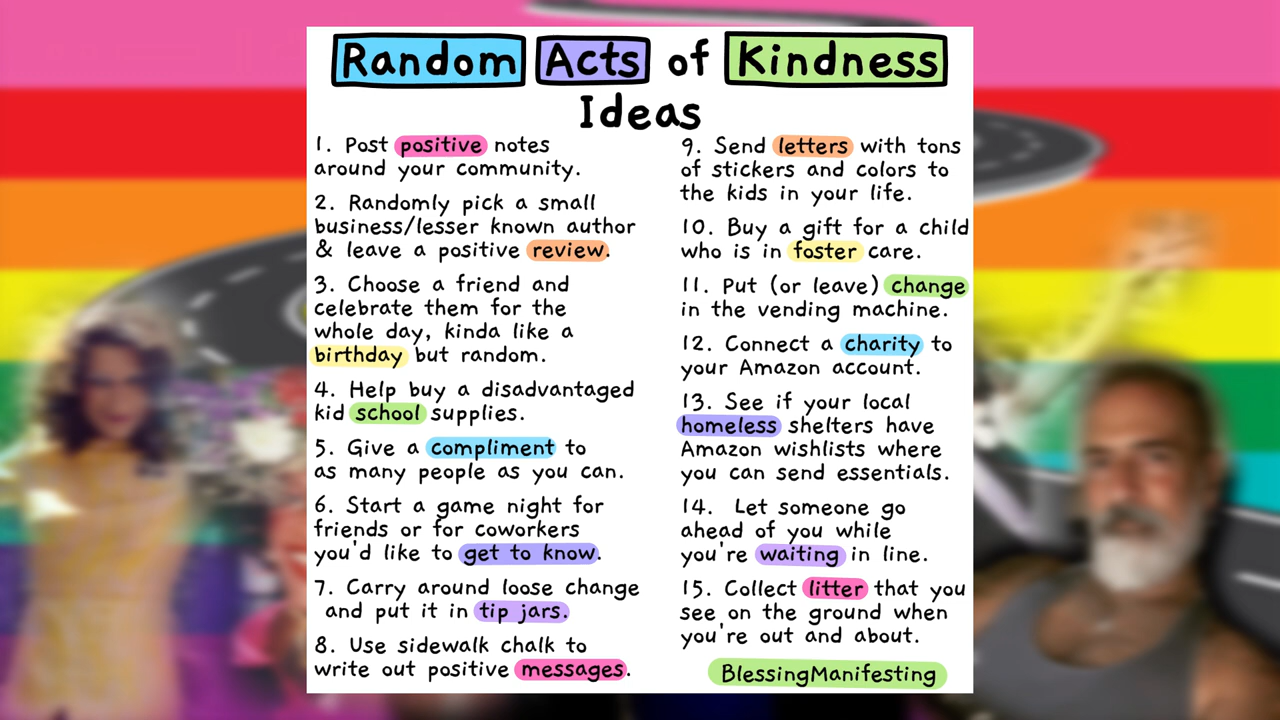 Random Acts of Kindness
Ideas
1. Post positive notes
around your community.
2. Randomly pick a small
business/lesser known author
& leave a positive review.
3. Choose a friend and
celebrate them for the
whole day, kinda like a
birthday but random.
4. Help buy a disadvantaged
kid school supplies.
5. Give a compliment to
as many people as you can.
6. Start a game night for
friends or for coworkers
you'd like to get to know.
7. Carry around loose change
and put it in tip jars.
8. Use sidewalk chalk to
write out positive messages.
9. Send letters with tons
of stickers and colors to
the kids in your life.
10. Buy a gift for a child
who is in foster care.
11. Put (or leave) change
in the vending machine.
12. Connect a charity to
your Amazon account.
13. See if your local
homeless shelters have
Amazon wishlists where
you can send essentials.
14. Let someone go
ahead of you while
you're waiting in line.
15. Collect litter that you
see on the ground when
you're out and about.
BlessingManifesting